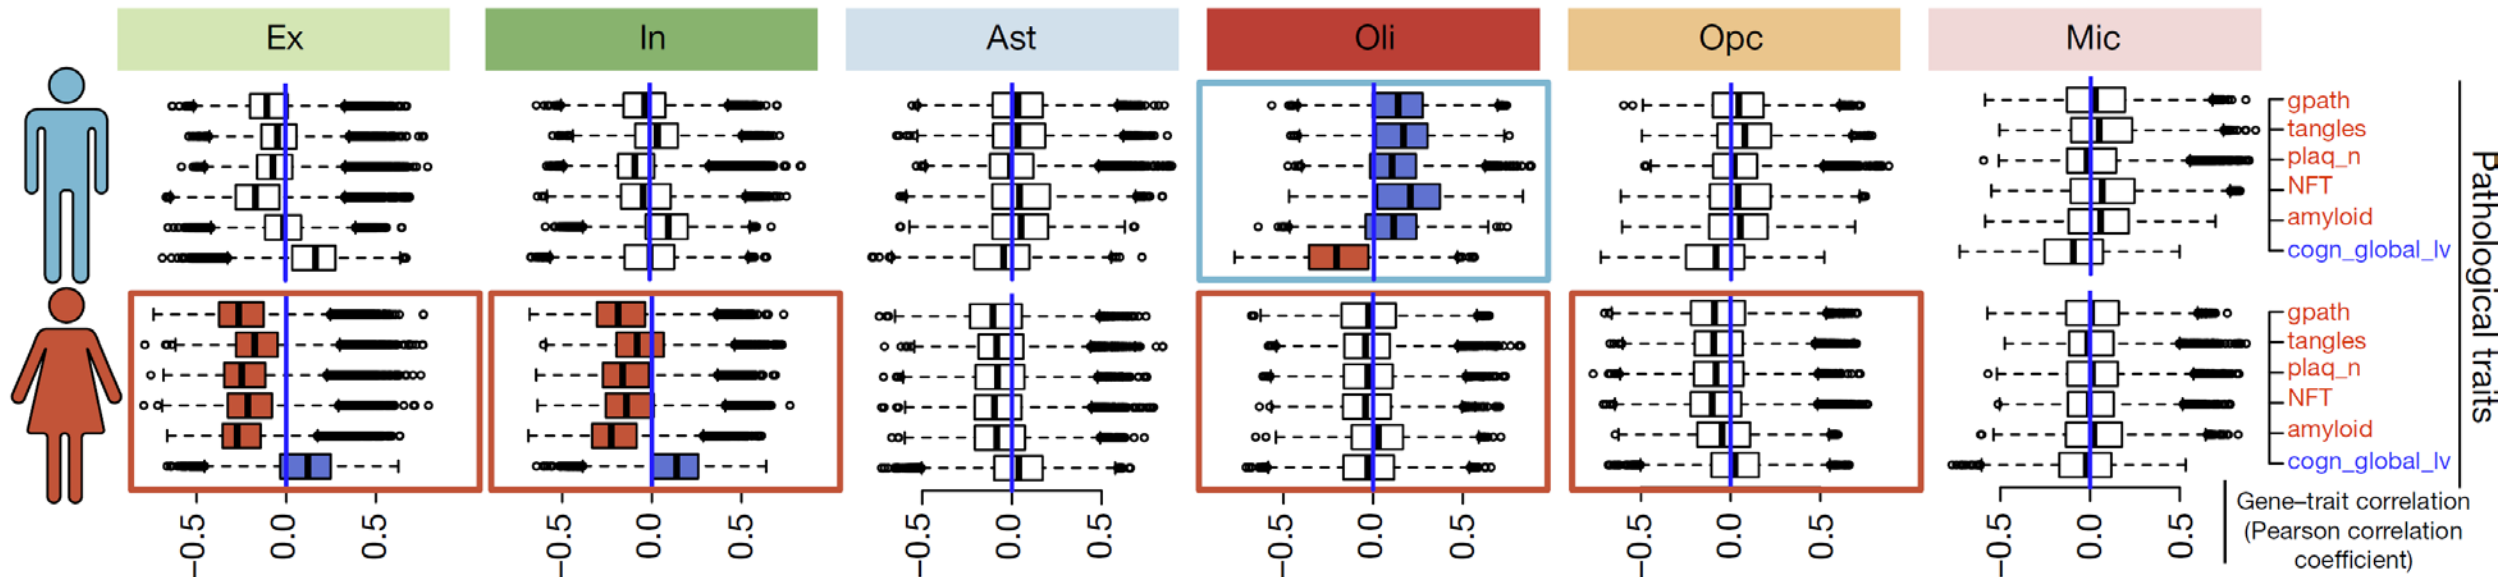 Ex In Ast Oli Opc Mic
gpath
tangles
plaq_n
NFT
amyloid
cogn_global_lv
gpath
tangles
plaq_n
NFT
amyloid
cogn_global_lv
Pathological traits
–0.5 0.0 0.5 –0.5 0.0 0.5 –0.5 0.0 0.5 –0.5 0.0 0.5 –0.5 0.0 0.5 –0.5 0.0 0.5
Gene–trait correlation
(Pearson correlation
coefficient)